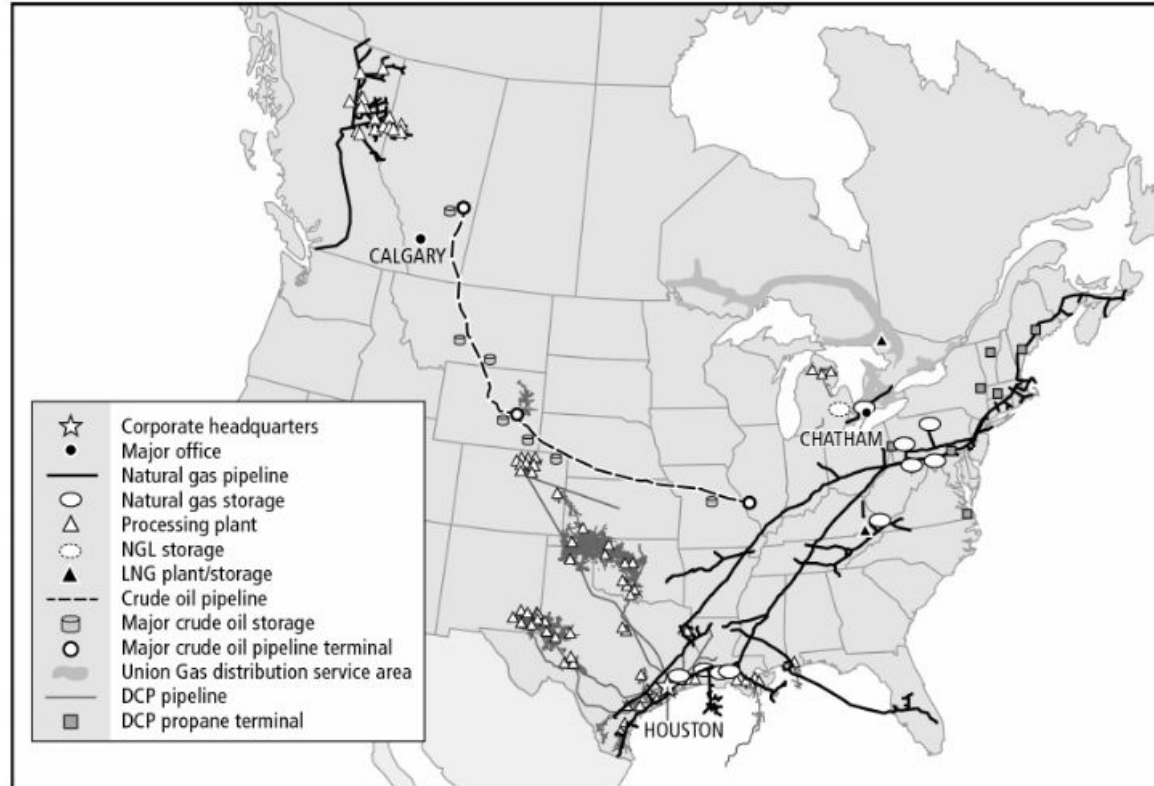 CALGARY
CHATHAM
HOUSTON
Corporate headquarters
Major office
Natural gas pipeline
Natural gas storage
Processing plant
NGL storage
LNG plant/storage
Crude oil pipeline
Major crude oil storage
Major crude oil pipeline terminal
Union Gas distribution service area
DCP pipeline
DCP propane terminal